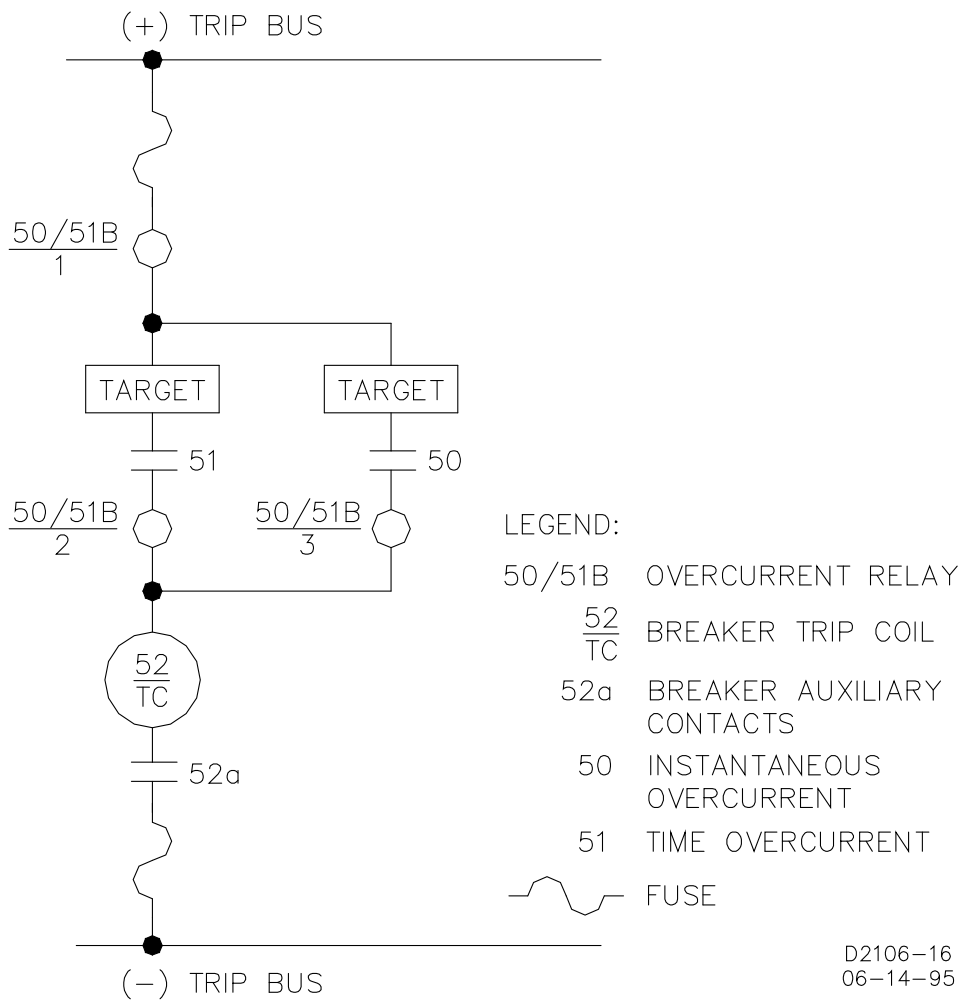 (+) TRIP BUS
50/51B
1
TARGET
TARGET
51
50
50/51B
2
50/51B
3
52
TC
52a
(-) TRIP BUS
LEGEND:
50/51B OVERCURRENT RELAY
52
TC BREAKER TRIP COIL
52a BREAKER AUXILIARY
CONTACTS
50 INSTANTANEOUS
OVERCURRENT
51 TIME OVERCURRENT
FUSE
D2106-16
06-14-95